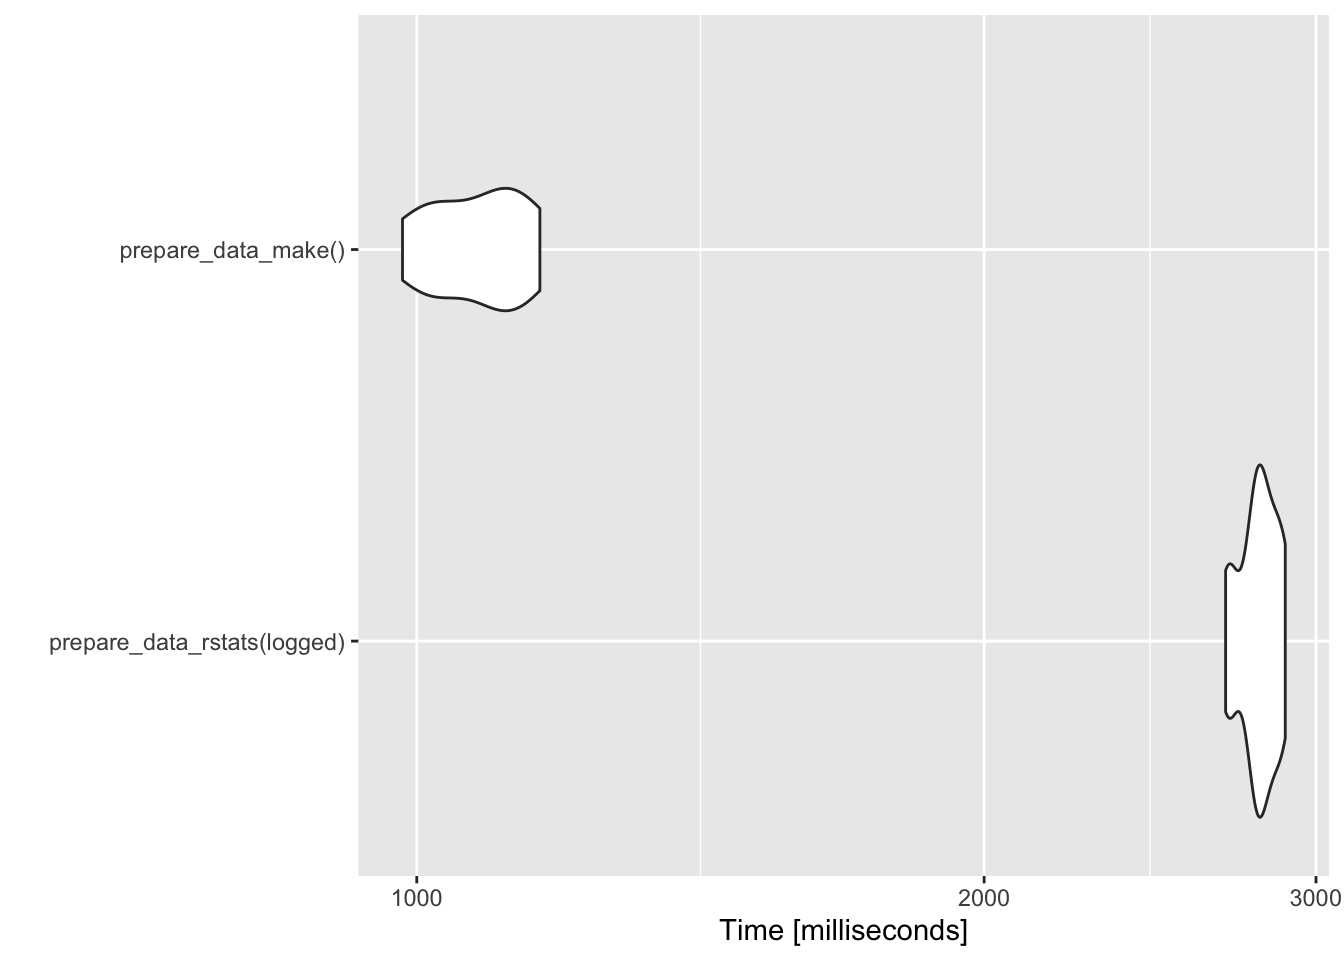 prepare_data_make()
prepare_data_rstats(logged)
1000 2000 3000
Time [milliseconds]